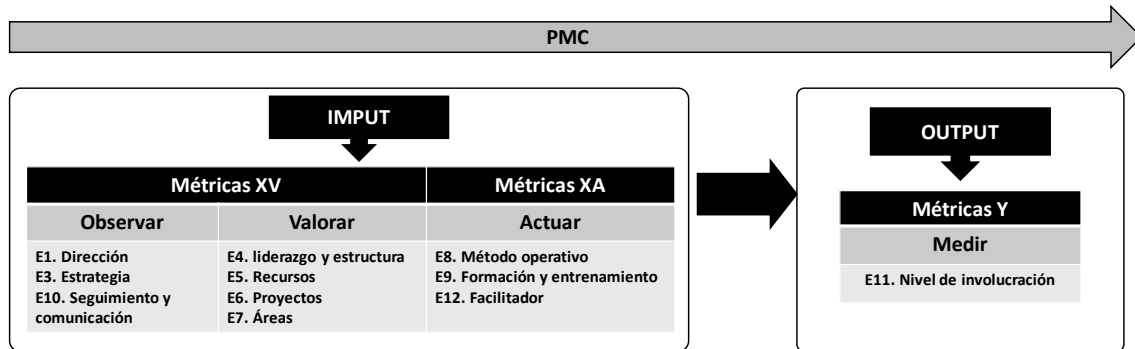 PMC
IMPUT
Métricas XV
Métricas XA
Observar
Valorar
Actuar
E1. Dirección
E3. Estrategia
E10. Seguimiento y
comunicación
E4. liderazgo y estructura
E5. Recursos
E6. Proyectos
E7. Áreas
E8. Método operativo
E9. Formación y entrenamiento
E12. Facilitador
OUTPUT
Métricas Y
Medir
E11. Nivel de involucración